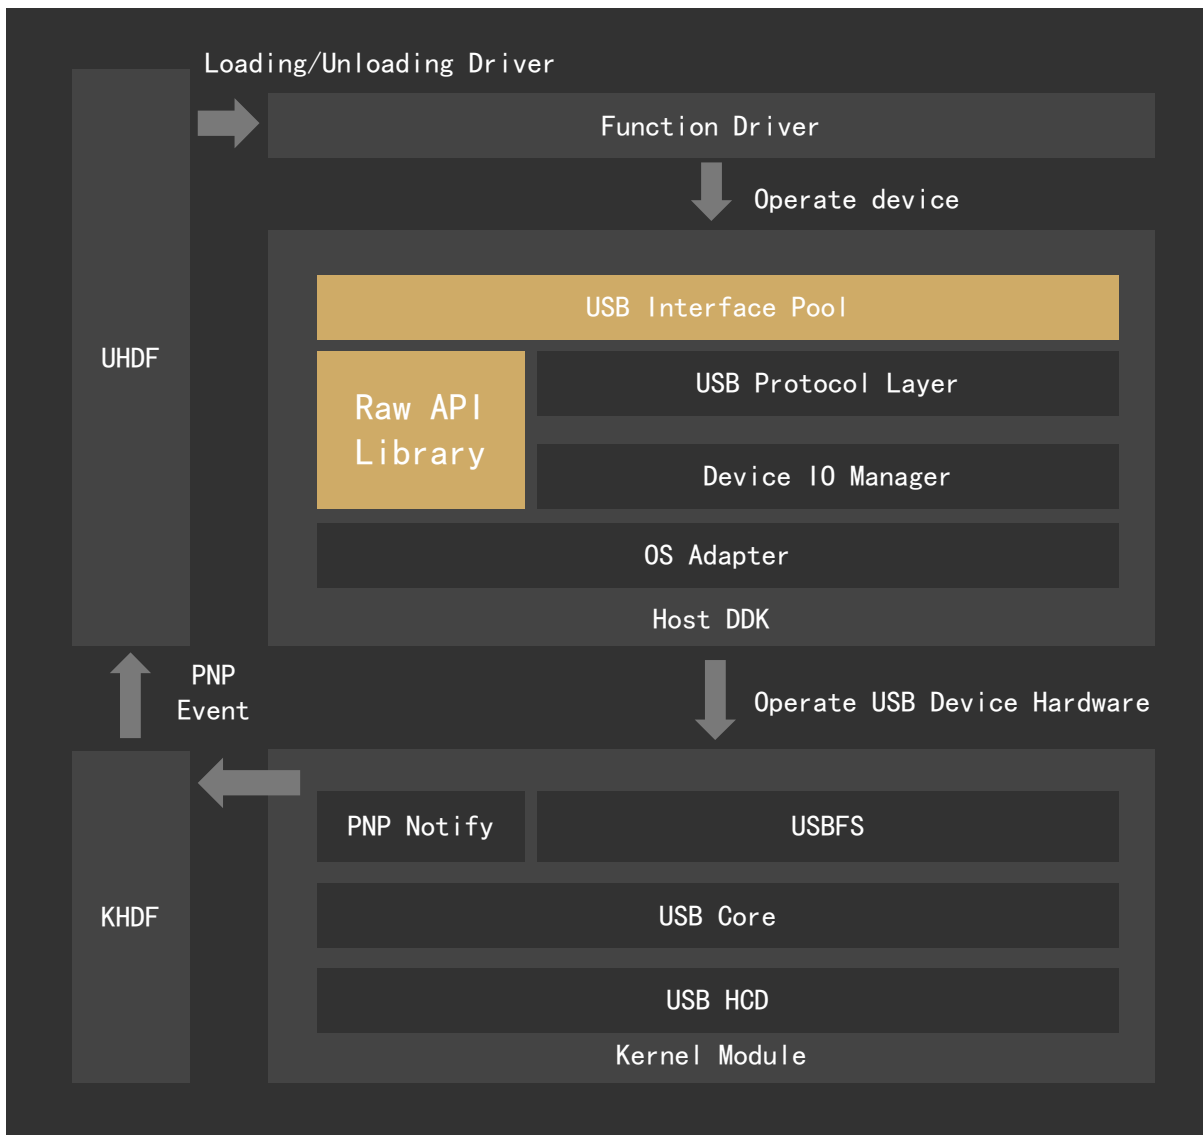 Loading/Unloading Driver
Function Driver
Operate device
UHDF
USB Interface Pool
Raw API
Library
USB Protocol Layer
Device IO Manager
OS Adapter
Host DDK
PNP
Event
Operate USB Device Hardware
KHDF
PNP Notify
USBFS
USB Core
USB HCD
Kernel Module